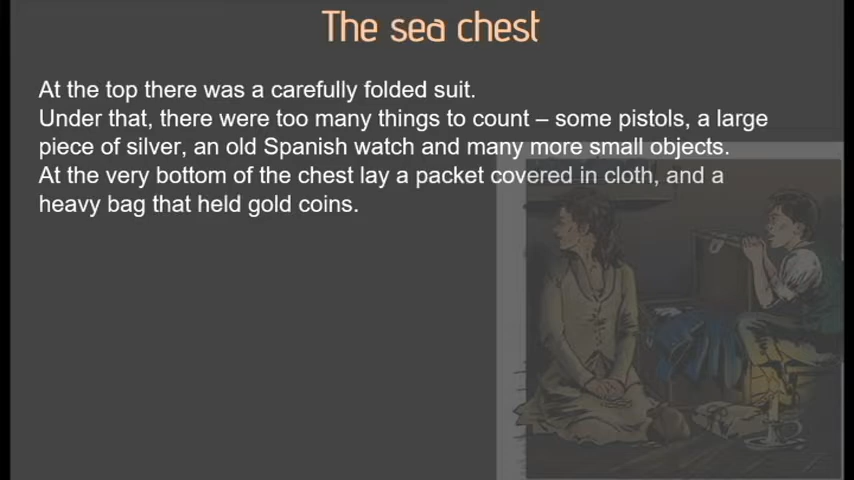 The sea chest
At the top there was a carefully folded suit.
Under that, there were too many things to count – some pistols, a large
piece of silver, an old Spanish watch and many more small objects.
At the very bottom of the chest lay a packet covered in cloth, and a
heavy bag that held gold coins.